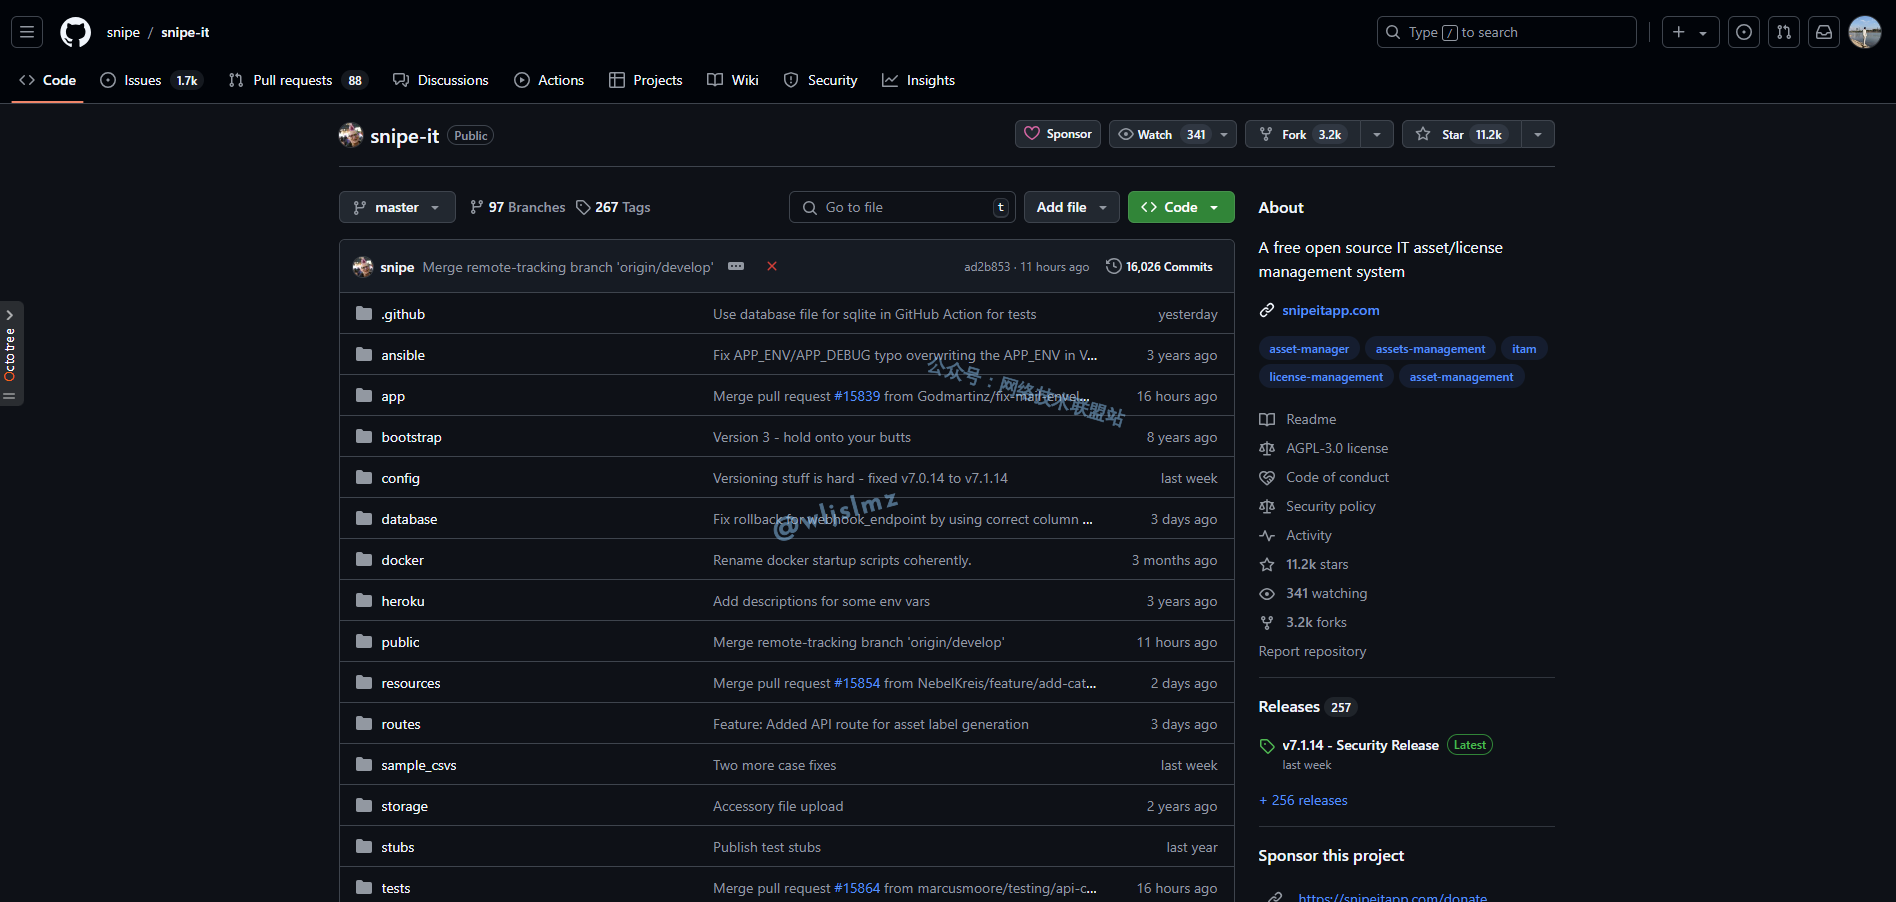 snipe / snipe-it
Type / to search
Code
Issues 1.7k
Pull requests 88
Discussions
Actions
Projects
Wiki
Security
Insights
snipe-it Public
Sponsor
Watch 341
Fork 3.2k
Star 11.2k
master
97 Branches
267 Tags
Go to file t
Add file
Code
snipe Merge remote-tracking branch 'origin/develop'
ad2b853 · 11 hours ago
16,026 Commits
.github Use database file for sqlite in GitHub Action for tests yesterday
ansible Fix APP_ENV/APP_DEBUG typo overwriting the APP_ENV in V... 3 years ago
app Merge pull request #15839 from Godmartinz/fix-mail-envel... 16 hours ago
bootstrap Version 3 - hold onto your butts 8 years ago
config Versioning stuff is hard - fixed v7.0.14 to v7.1.14 last week
database Fix rollback for webhook_endpoint by using correct column ... 3 days ago
docker Rename docker startup scripts coherently. 3 months ago
heroku Add descriptions for some env vars 3 years ago
public Merge remote-tracking branch 'origin/develop' 11 hours ago
resources Merge pull request #15854 from NebelKreis/feature/add-cat... 2 days ago
routes Feature: Added API route for asset label generation 3 days ago
sample_csvs Two more case fixes last week
storage Accessory file upload 2 years ago
stubs Publish test stubs last year
tests Merge pull request #15864 from marcusmoore/testing/api-c... 16 hours ago
公众号：网络技术联盟站
@wljslmz
Octotree
About
A free open source IT asset/license
management system
snipeitapp.com
asset-manager assets-management itam
license-management asset-management
Readme
AGPL-3.0 license
Code of conduct
Security policy
Activity
11.2k stars
341 watching
3.2k forks
Report repository
Releases 257
v7.1.14 - Security Release Latest
last week
+ 256 releases
Sponsor this project
https://snipeitapp.com/donate